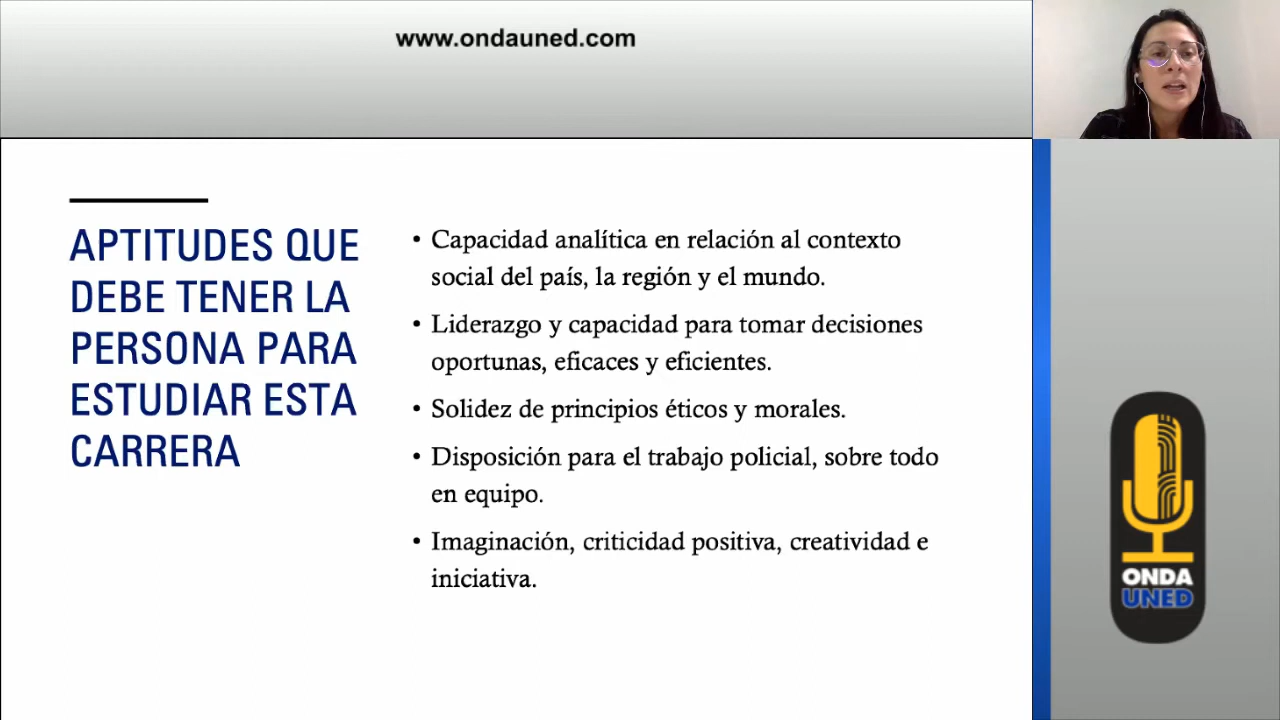 www.ondauned.com
APTITUDES QUE
DEBE TENER LA
PERSONA PARA
ESTUDIAR ESTA
CARRERA
• Capacidad analítica en relación al contexto
social del país, la región y el mundo.
• Liderazgo y capacidad para tomar decisiones
oportunas, eficaces y eficientes.
• Solidez de principios éticos y morales.
• Disposición para el trabajo policial, sobre todo
en equipo.
• Imaginación, criticidad positiva, creatividad e
iniciativa.
ONDA
UNED